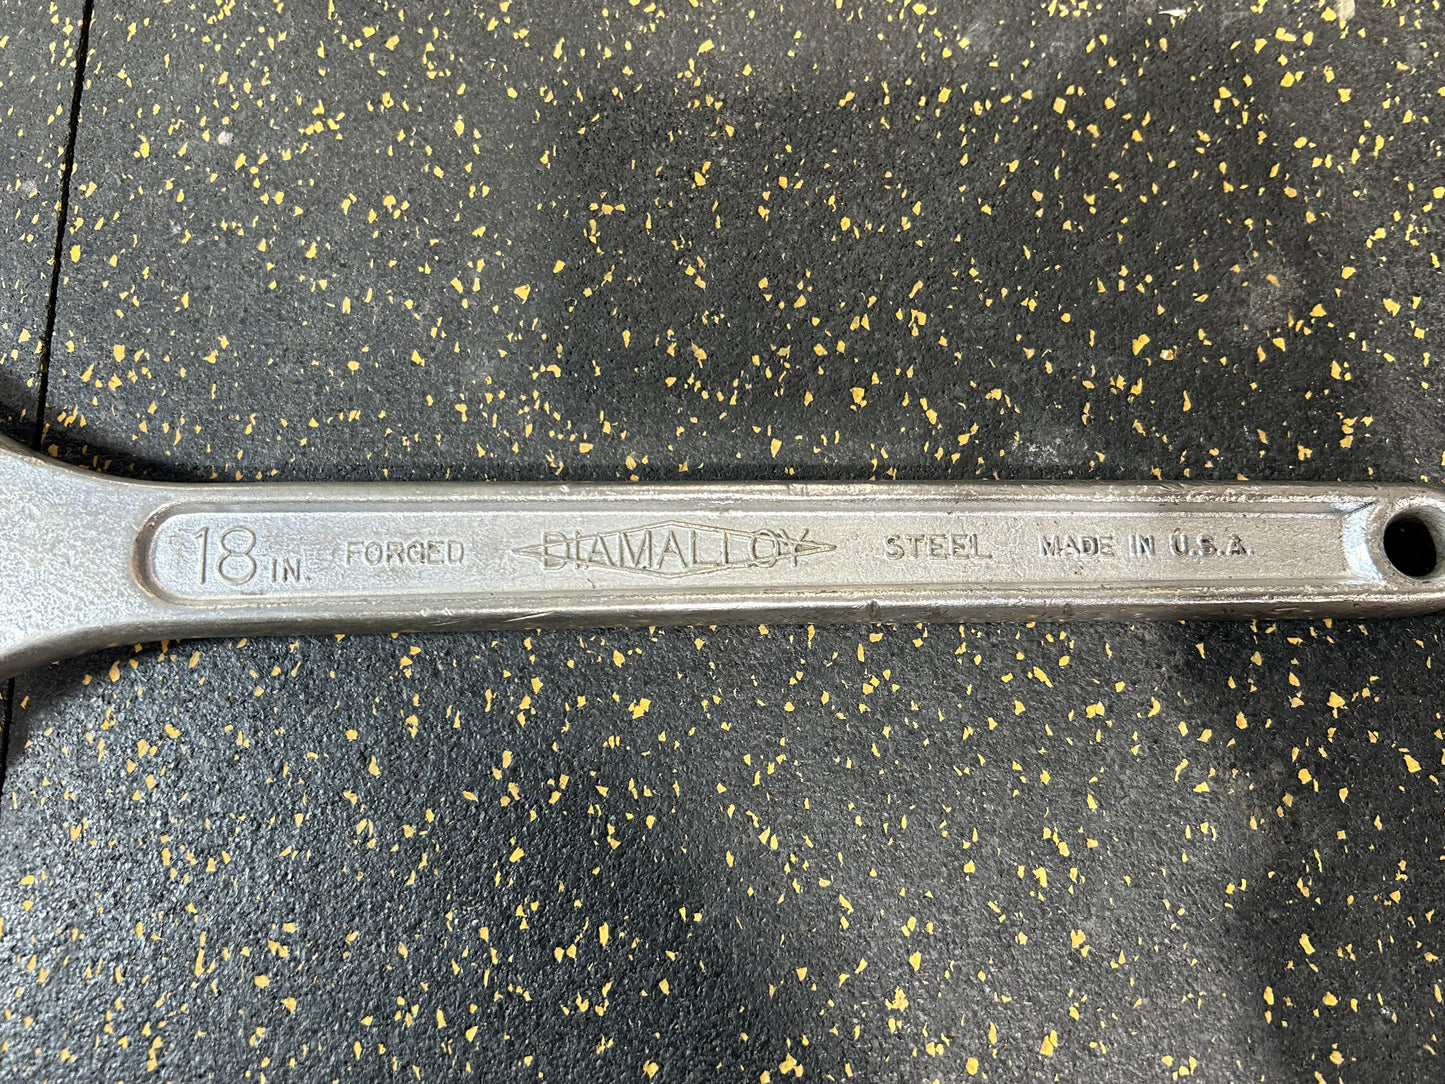 18 IN. FORGED DIAMALLOY STEEL MADE IN U.S.A.